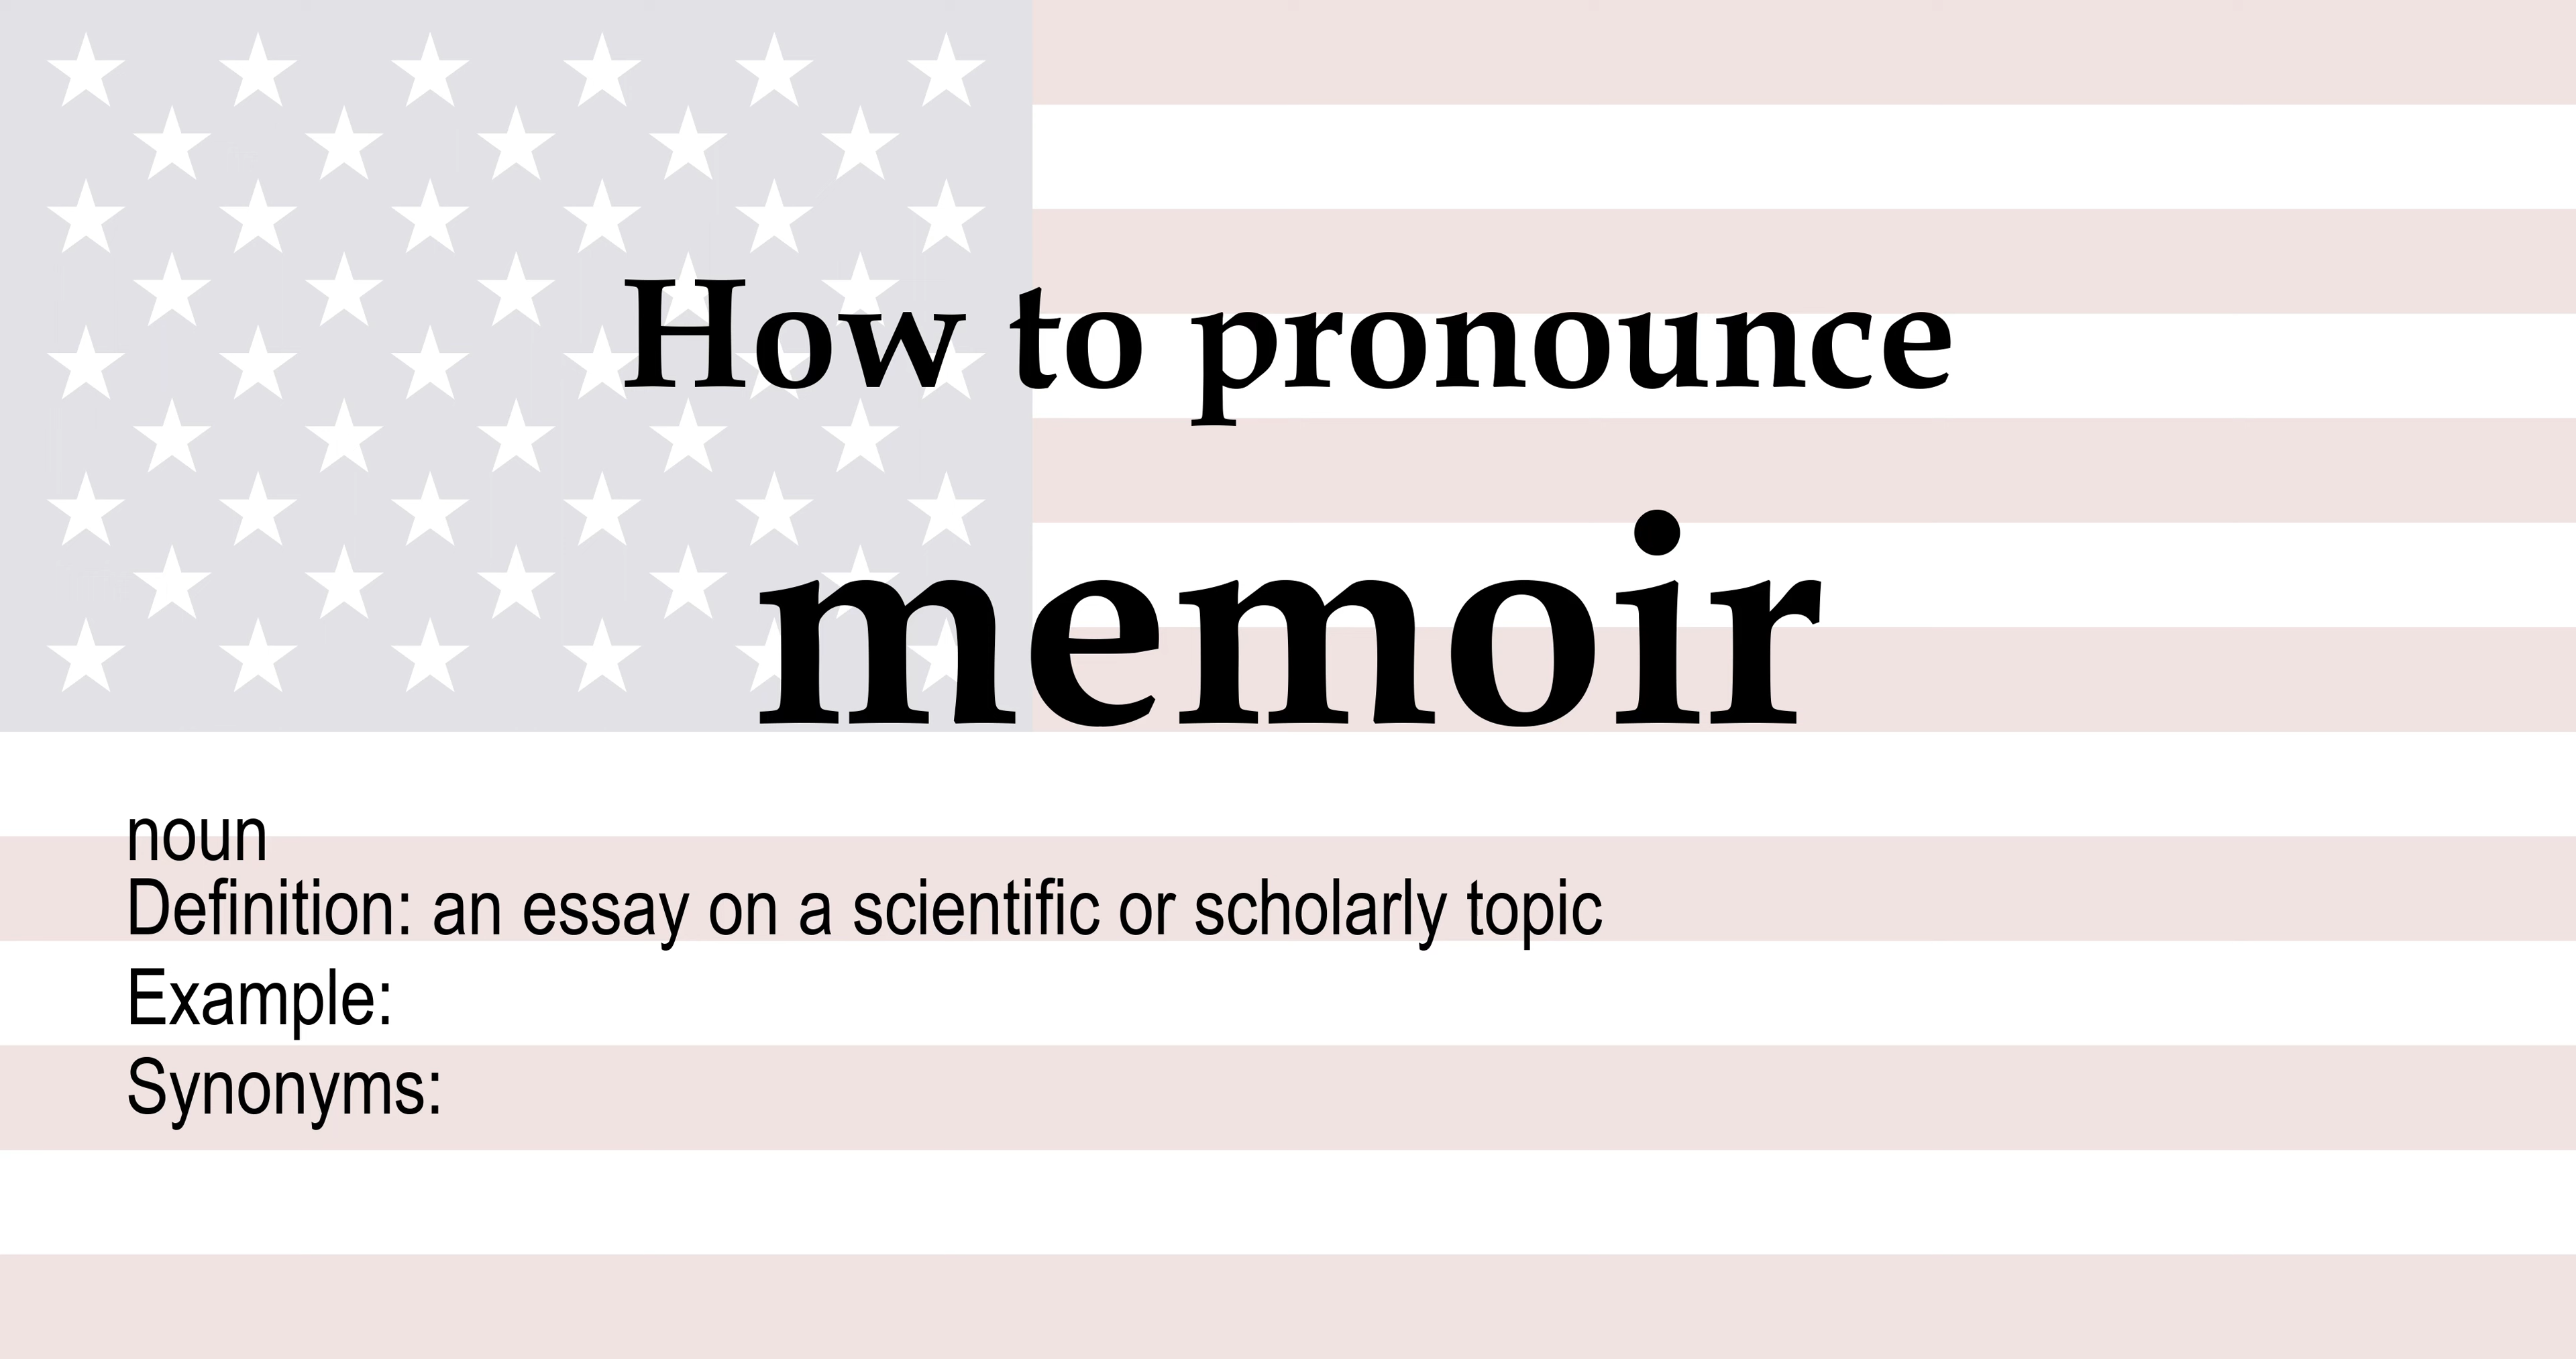 How to pronounce
memoir
noun
Definition: an essay on a scientific or scholarly topic
Example:
Synonyms: